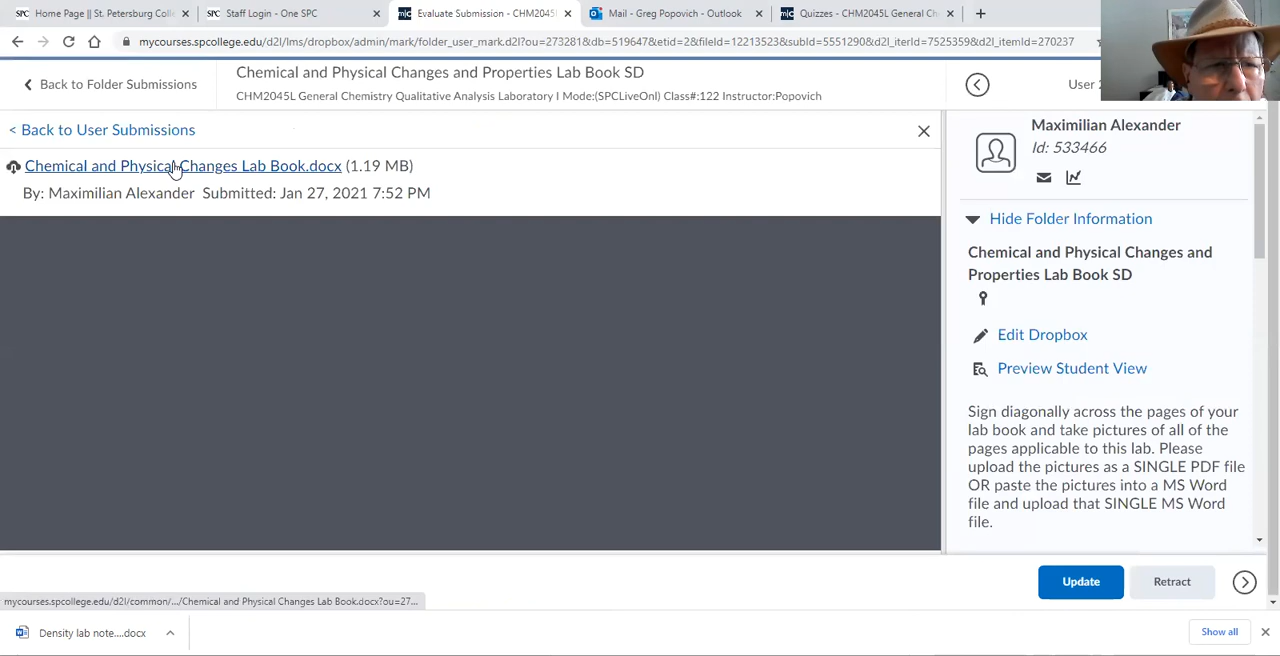 SPC Home Page || St. Petersburg Colle
SPC Staff Login - One SPC
Evaluate Submission - CHM2045L
Mail - Greg Popovich - Outlook
Quizzes - CHM2045L General Ch
mycourses.spcollege.edu/d2l/lms/dropbox/admin/mark/folder_user_mark.d2l?ou=273281&db=519647&etid=2&fileId=12213523&subId=5551290&d2l_iterId=7525359&d2l_itemId=270237
Back to Folder Submissions
Chemical and Physical Changes and Properties Lab Book SD
CHM2045L General Chemistry Qualitative Analysis Laboratory I Mode:(SPCLiveOnl) Class#:122 Instructor:Popovich
User
< Back to User Submissions
Chemical and Physical Changes Lab Book.docx (1.19 MB)
By: Maximilian Alexander Submitted: Jan 27, 2021 7:52 PM
Maximilian Alexander
Id: 533466
Hide Folder Information
Chemical and Physical Changes and
Properties Lab Book SD
Edit Dropbox
Preview Student View
Sign diagonally across the pages of your
lab book and take pictures of all of the
pages applicable to this lab. Please
upload the pictures as a SINGLE PDF file
OR paste the pictures into a MS Word
file and upload that SINGLE MS Word
file.
Update
Retract
mycourses.spcollege.edu/d2l/common/.../Chemical and Physical Changes Lab Book.docx?ou=27...
Density lab note....docx
Show all